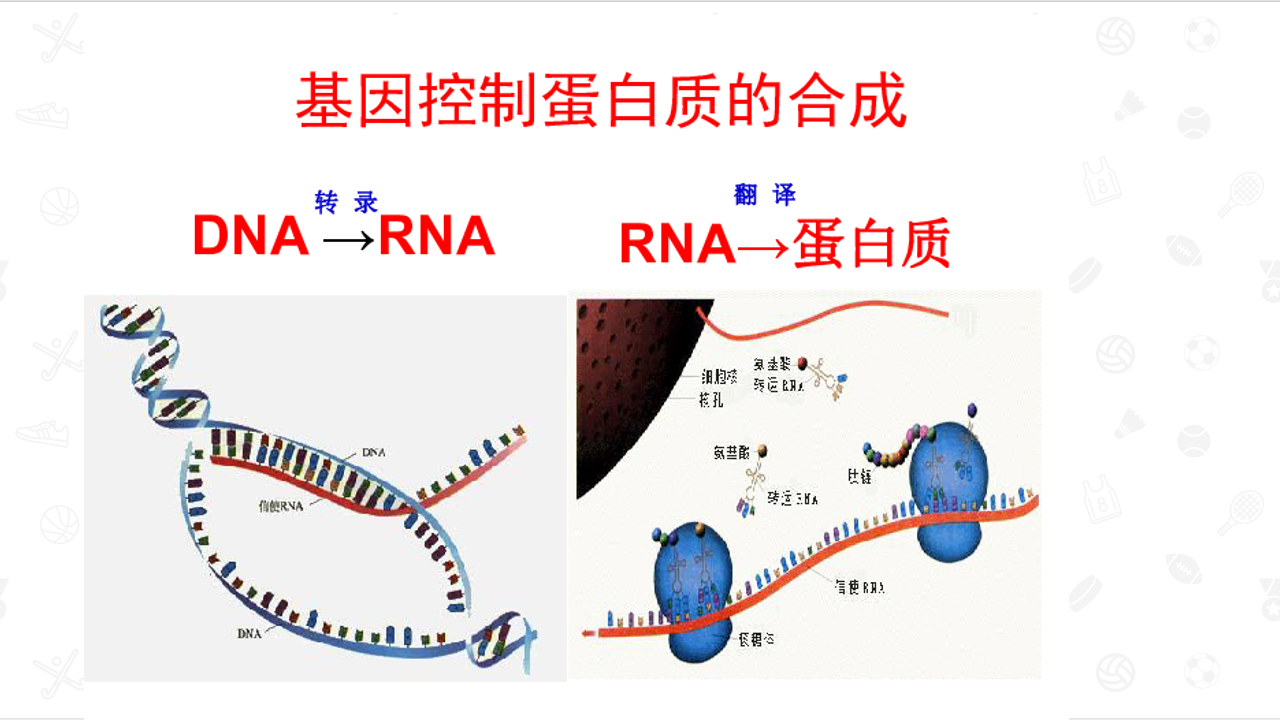 基因控制蛋白质的合成
转 录
DNA→RNA
翻 译
RNA→蛋白质
DNA
信使RNA
DNA
细胞核
核孔
氨基酸
转运RNA
氨基酸
转运RNA
肽链
信使RNA
核糖体